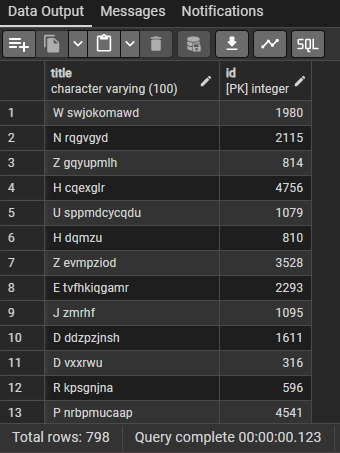 Data Output Messages Notifications
SQL
title id
character varying (100) [PK] integer
1 W swjokomawd 1980
2 N rqgvgyd 2115
3 Z gqyupmlh 814
4 H cqexglr 4756
5 U sppmdcycqdu 1079
6 H dqmzu 810
7 Z evmpziod 3528
8 E tvfhkiqgamr 2293
9 J zmrhf 1095
10 D ddzpzjnsh 1611
11 D vxxrwu 316
12 R kpsgnjna 596
13 P nrbpmucaap 4541
Total rows: 798 Query complete 00:00:00.123